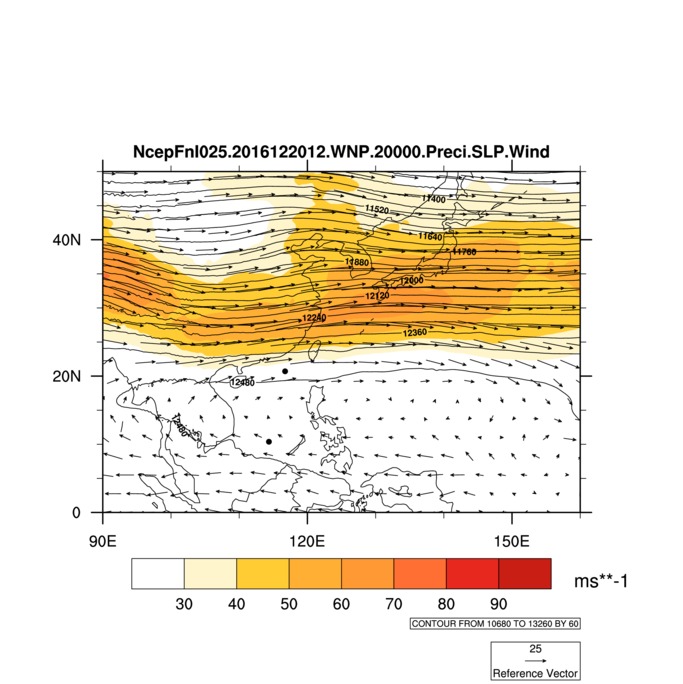 NcepFnl025.2016122012.WNP.20000.Preci.SLP.Wind
11400
11520
40N
11640
11760
11880
12000
12120
12240
12360
20N
12480
12480
0
90E 120E 150E
ms**-1
30 40 50 60 70 80 90
CONTOUR FROM 10680 TO 13260 BY 60
25
Reference Vector